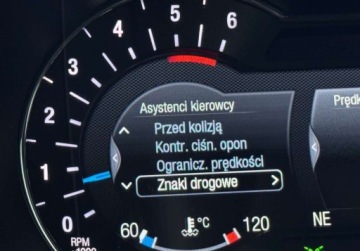 5
4
6
3
2
1
0
RPM
Asystenci kierowcy
Przed kolizją
Kontr. ciśn. opon
Ogranicz. prędkości
Znaki drogowe
60
°C
120
NE